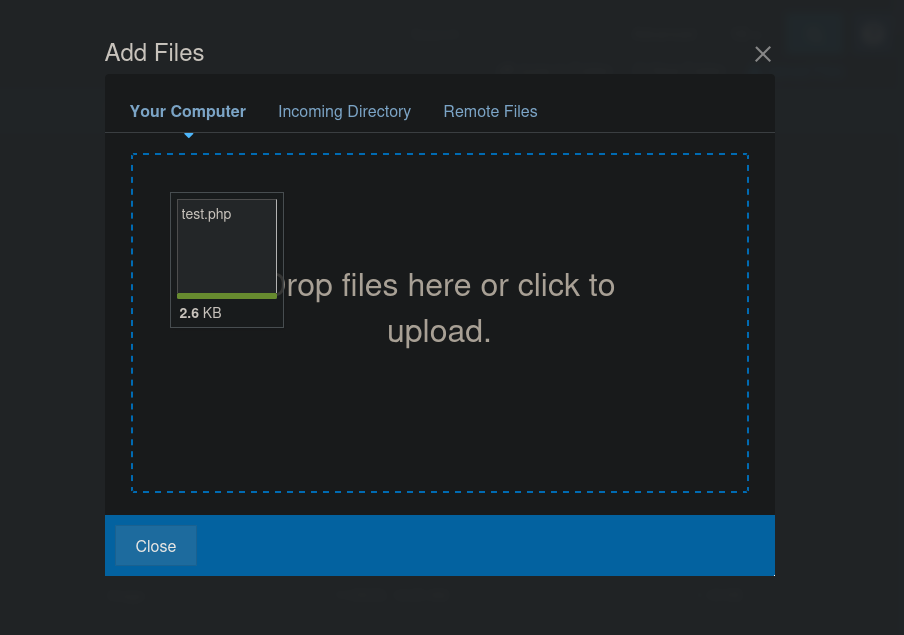 Add Files
Your Computer Incoming Directory Remote Files
test.php
2.6 KB
Drop files here or click to
upload.
Close